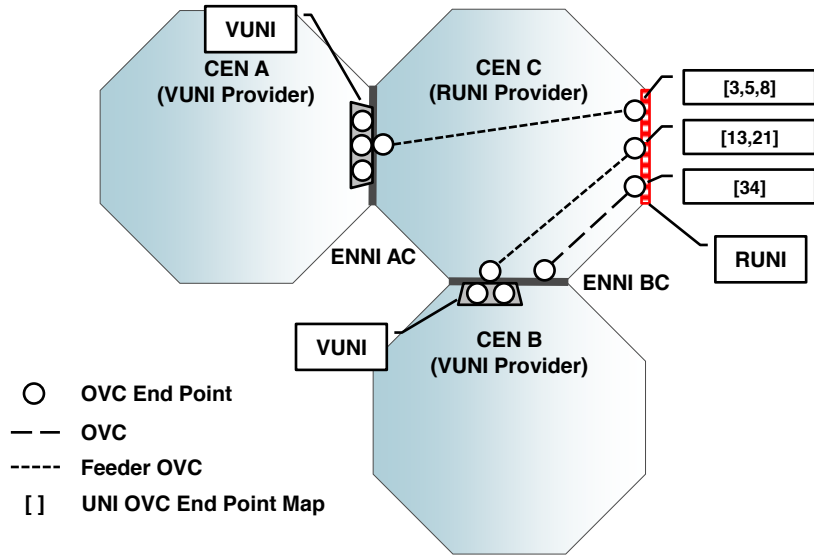 VUNI
CEN A
(VUNI Provider)
CEN C
(RUNI Provider)
[3,5,8]
[13,21]
[34]
RUNI
ENNI AC
ENNI BC
VUNI
CEN B
(VUNI Provider)
OVC End Point
OVC
Feeder OVC
[ ] UNI OVC End Point Map